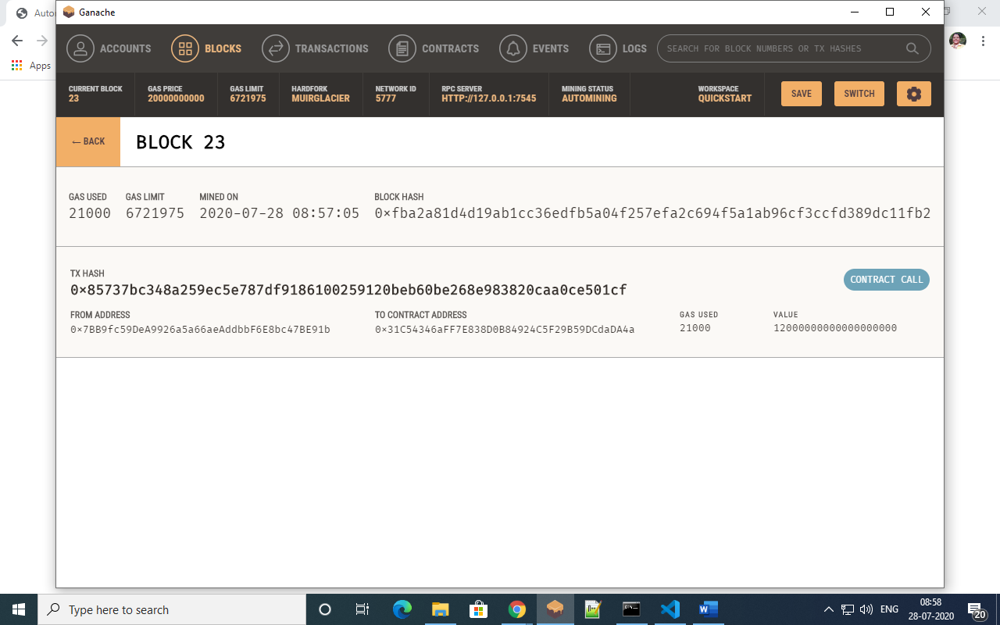 Ganache
Auto
Apps
ACCOUNTS BLOCKS TRANSACTIONS CONTRACTS EVENTS LOGS SEARCH FOR BLOCK NUMBERS OR TX HASHES
CURRENT BLOCK GAS PRICE GAS LIMIT HARDFORK NETWORK ID RPC SERVER MINING STATUS WORKSPACE
23 20000000000 6721975 MUIRGLACIER 5777 HTTP://127.0.0.1:7545 AUTOMINING QUICKSTART
SAVE SWITCH
← BACK BLOCK 23
GAS USED GAS LIMIT MINED ON BLOCK HASH
21000 6721975 2020-07-28 08:57:05 0×fba2a81d4d19ab1cc36edfb5a04f257efa2c694f5a1ab96cf3ccfd389dc11fb2
TX HASH
0×85737bc348a259ec5e787df9186100259120beb60be268e983820caa0ce501cf
CONTRACT CALL
FROM ADDRESS TO CONTRACT ADDRESS GAS USED VALUE
0×7BB9fc59DeA9926a5a66aeAddbbF6E8bc47BE91b 0×31C54346aFF7E838D0B84924C5F29B59DCdaDA4a 21000 12000000000000000000
Type here to search
ENG
08:58
28-07-2020
20